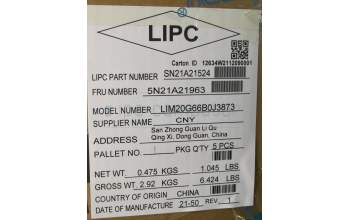 LIPC
Carton ID 12634W2112090001
LIPC PART NUMBER SN21A21524
FRU NUMBER 5N21A21963
MODEL NUMBER LIM20G66B0J3873
SUPPLIER NAME CNY
ADDRESS San Zhong Guan Li Qu
Qing Xi, Dong Guan, China
PALLET PKG Q'TY 5 PCS
NET WT 0.475 KGS 1.045 LBS
GROSS WT 2.92 KGS 6.424 LBS
COUNTRY OF ORIGIN CHINA
DATE OF MANUFACTURE 21-50 REV 1